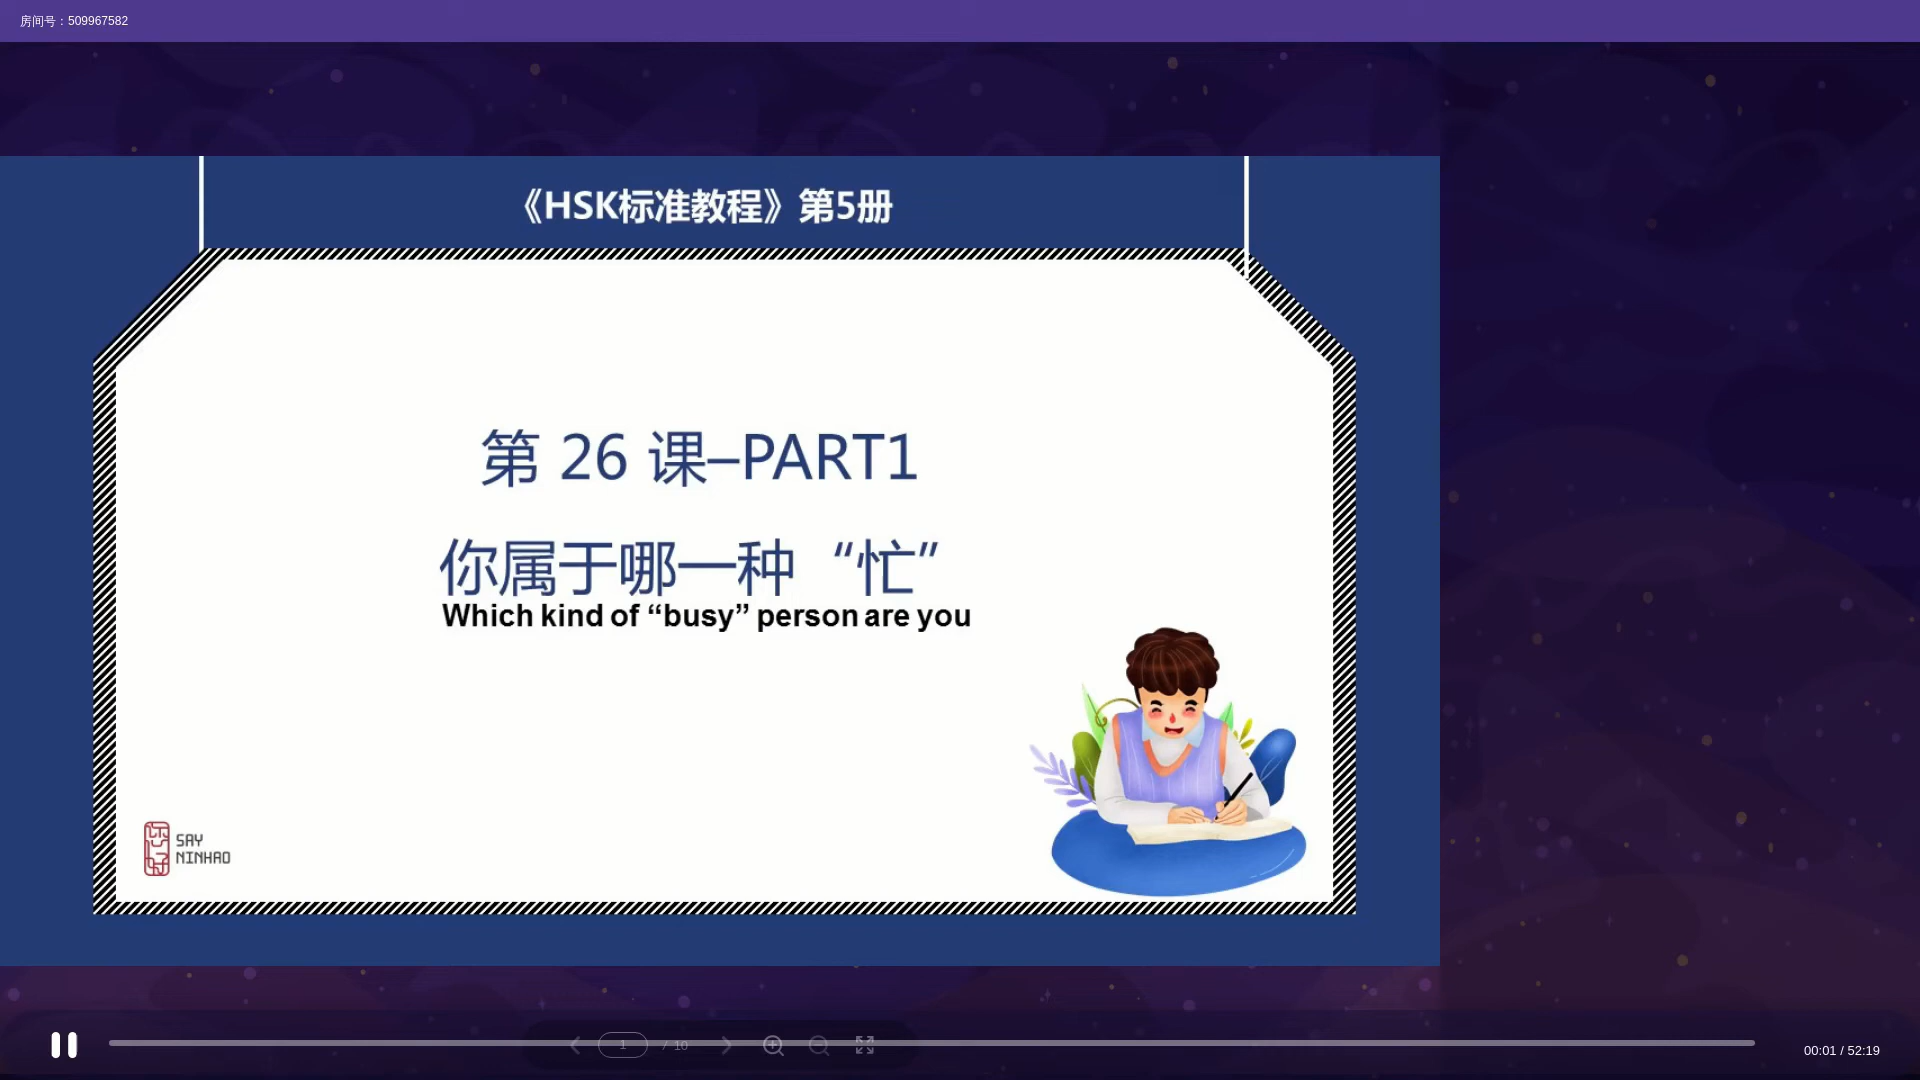 房间号：509967582
《HSK标准教程》第5册
第 26 课–PART1
你属于哪一种“忙”
Which kind of “busy” person are you
SAY
NINHAO
1 / 10
00:01 / 52:19